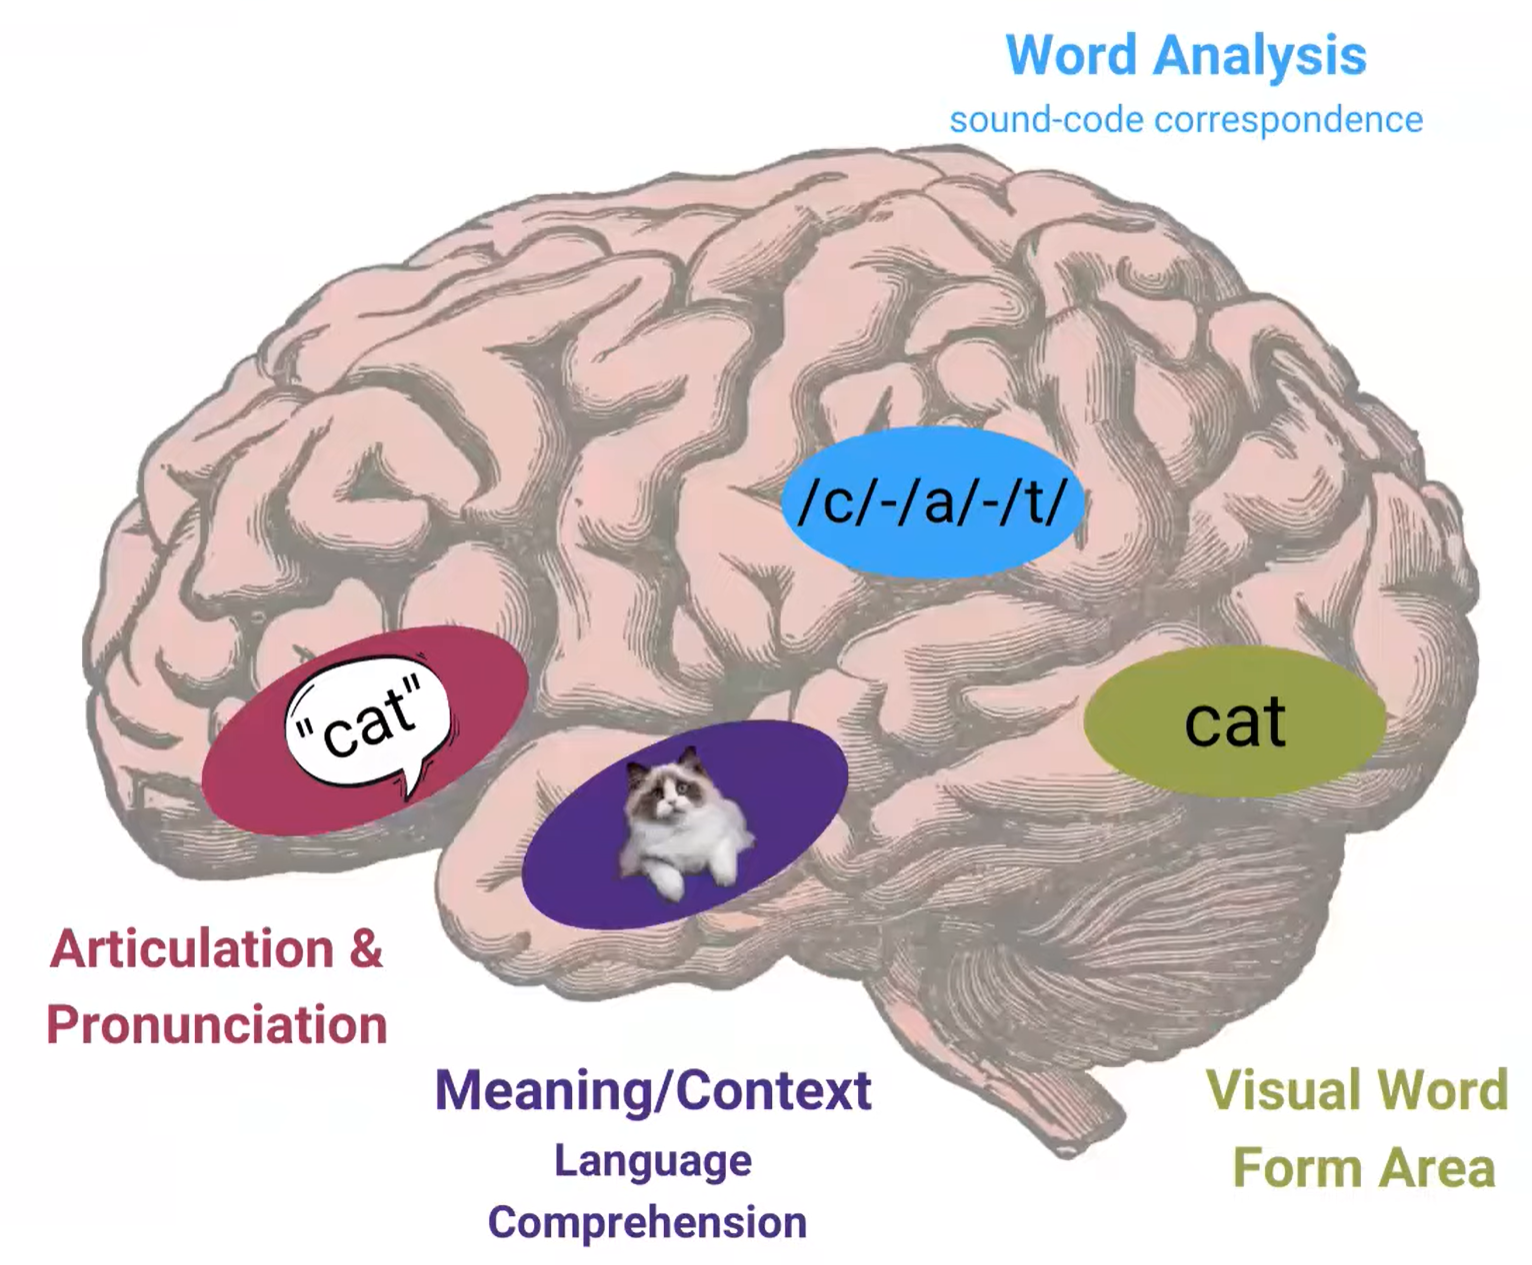 Word Analysis
sound-code correspondence
/c/-/a/-/t/
"cat"
cat
Articulation &
Pronunciation
Meaning/Context
Language
Comprehension
Visual Word
Form Area